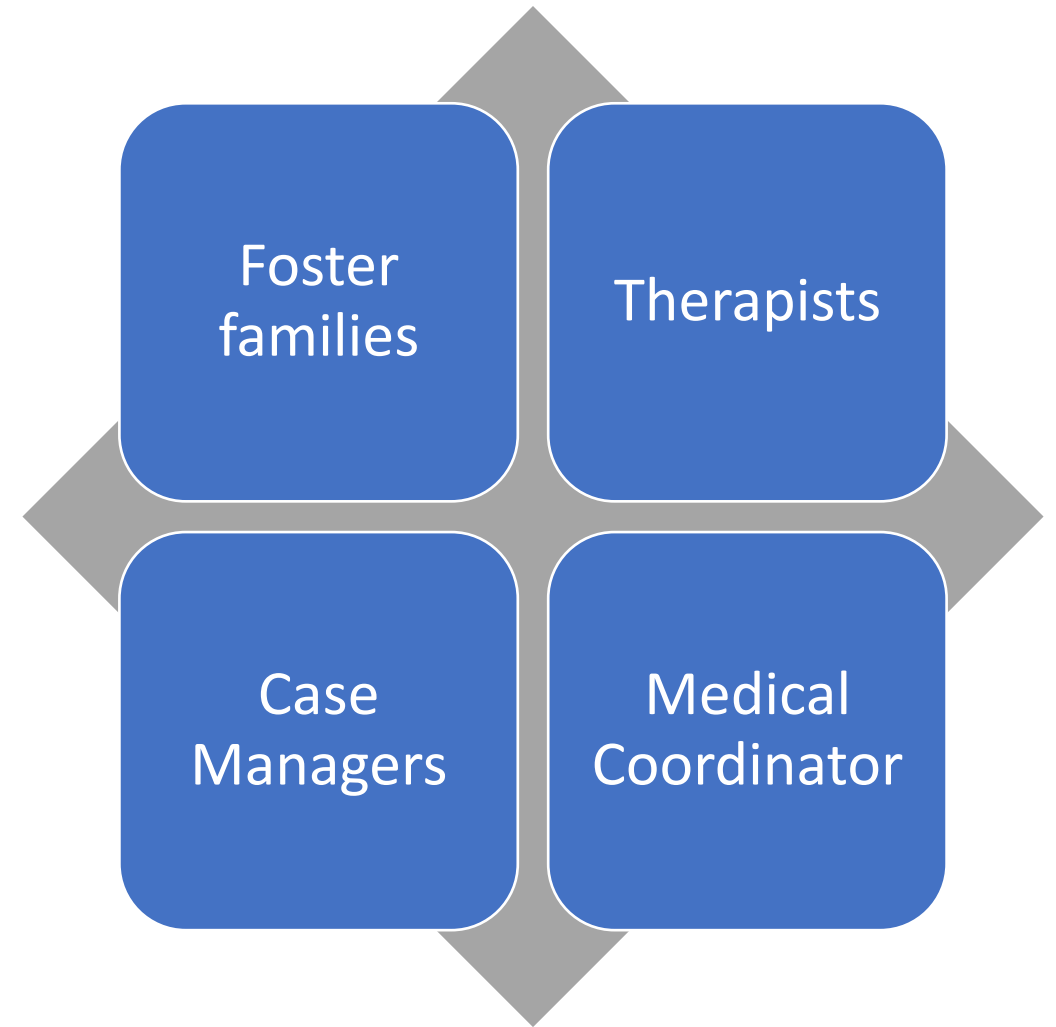 Foster
families
Therapists
Case
Managers
Medical
Coordinator